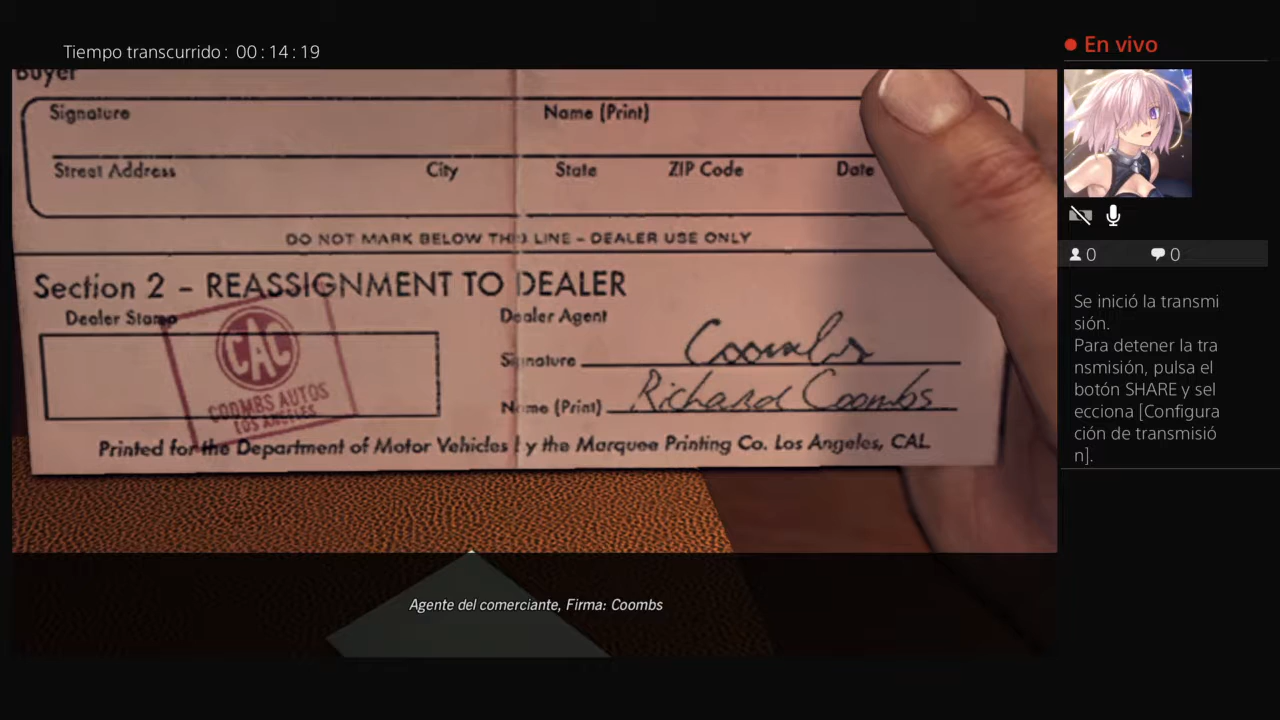 Tiempo transcurrido: 00:14:19
En vivo
Buyer
Signature Name (Print)
Street Address City State ZIP Code Date
DO NOT MARK BELOW THIS LINE - DEALER USE ONLY
Section 2 - REASSIGNMENT TO DEALER
Dealer Stamp Dealer Agent
CAC
COOMBS AUTOS
LOS ANGELES
Signature Coombs
Name (Print) Richard Coombs
Printed for the Department of Motor Vehicles by the Marquee Printing Co. Los Angeles, CAL
Agente del comerciante, Firma: Coombs
0 0
Se inició la transmi
sión.
Para detener la tra
nsmisión, pulsa el
botón SHARE y sel
ecciona [Configura
ción de transmisió
n].